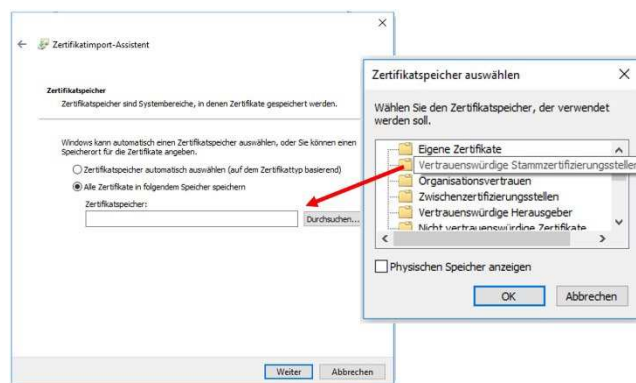 Zertifikatimport-Assistent
Zertifikatspeicher
Zertifikatspeicher sind Systembereiche, in denen Zertifikate gespeichert werden.
Windows kann automatisch einen Zertifikatspeicher auswählen, oder Sie können einen
Speicherort für die Zertifikate angeben.
Zertifikatspeicher automatisch auswählen (auf dem Zertifikattyp basierend)
Alle Zertifikate in folgendem Speicher speichern
Zertifikatspeicher:
Durchsuchen...
Weiter
Abbrechen
Zertifikatspeicher auswählen
Wählen Sie den Zertifikatspeicher, der verwendet
werden soll.
Eigene Zertifikate
Vertrauenswürdige Stammzertifizierungsstellen
Organisationsvertrauen
Zwischenzertifizierungsstellen
Vertrauenswürdige Herausgeber
Nicht vertrauenswürdige Zertifikate
Physischen Speicher anzeigen
OK
Abbrechen